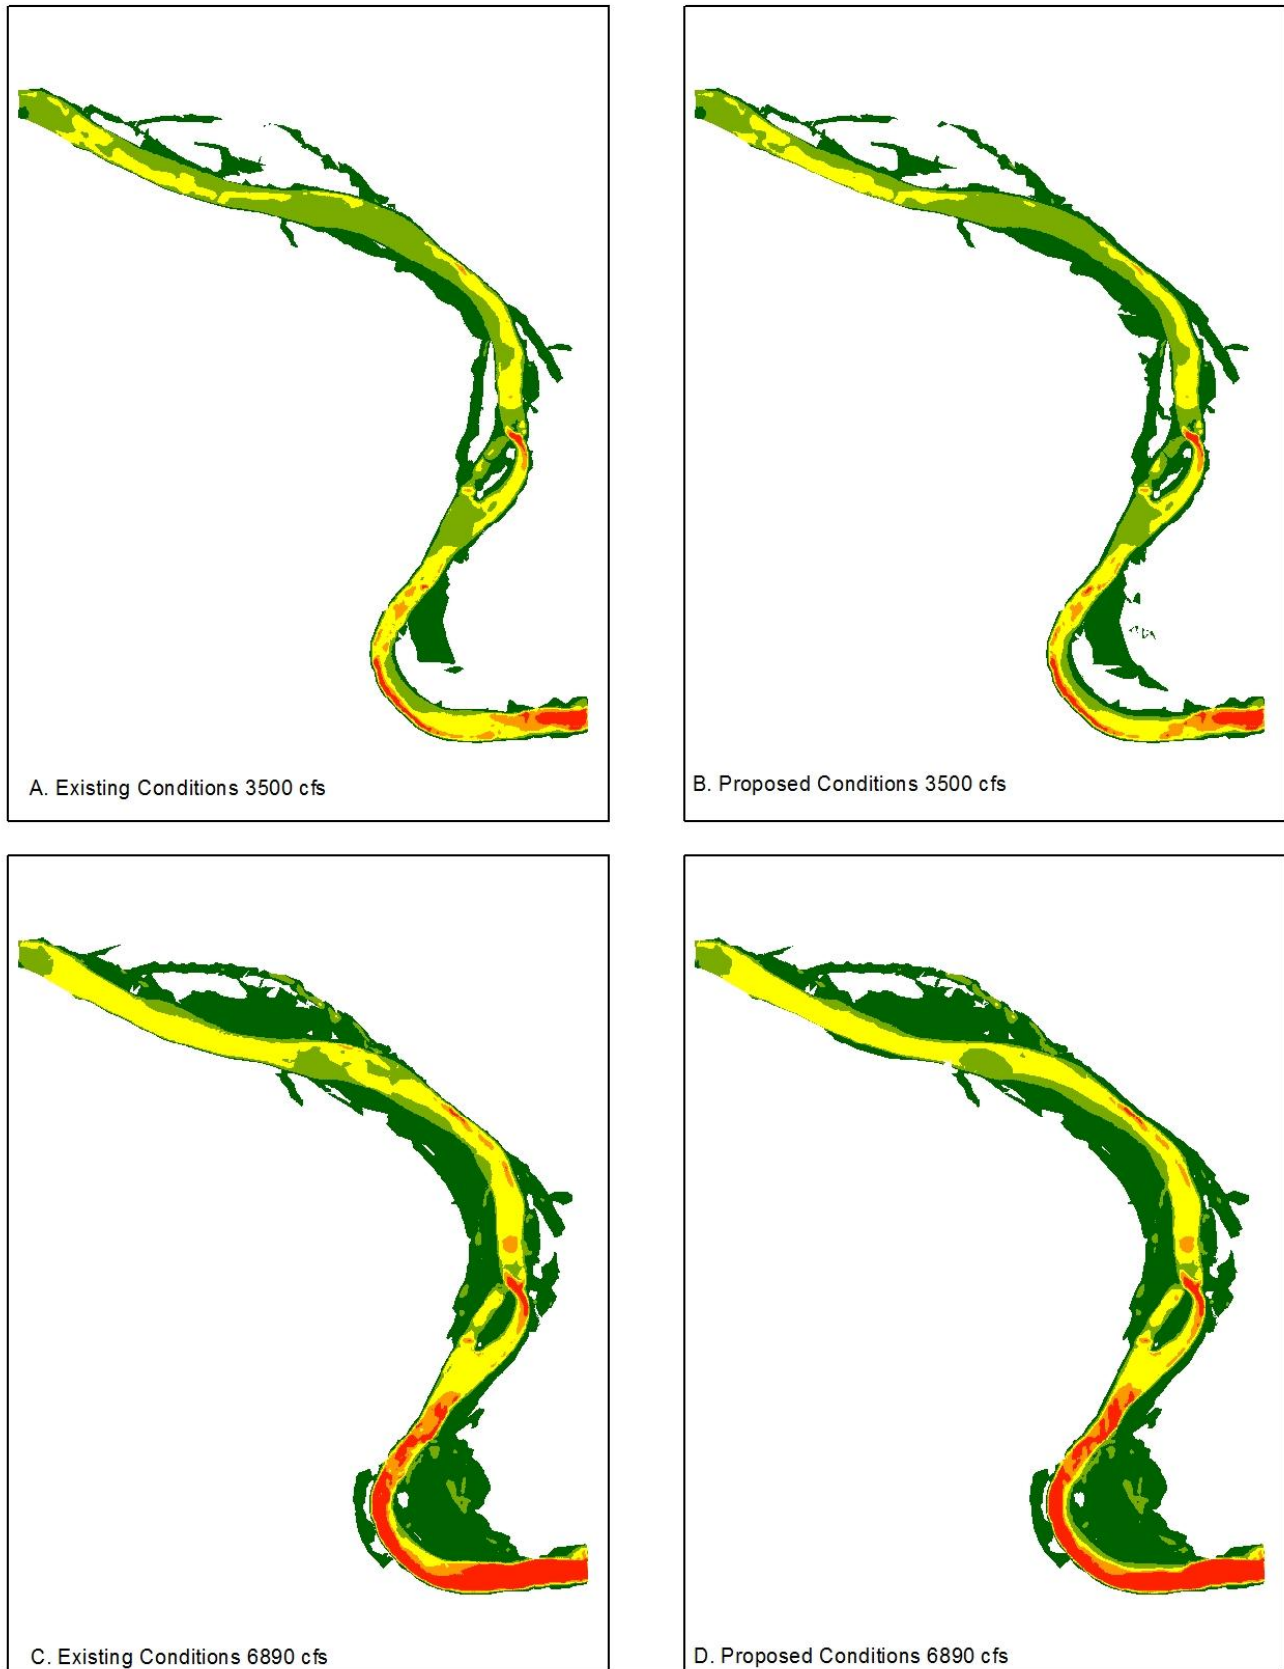 A. Existing Conditions 3500 cfs
B. Proposed Conditions 3500 cfs
C. Existing Conditions 6890 cfs
D. Proposed Conditions 6890 cfs